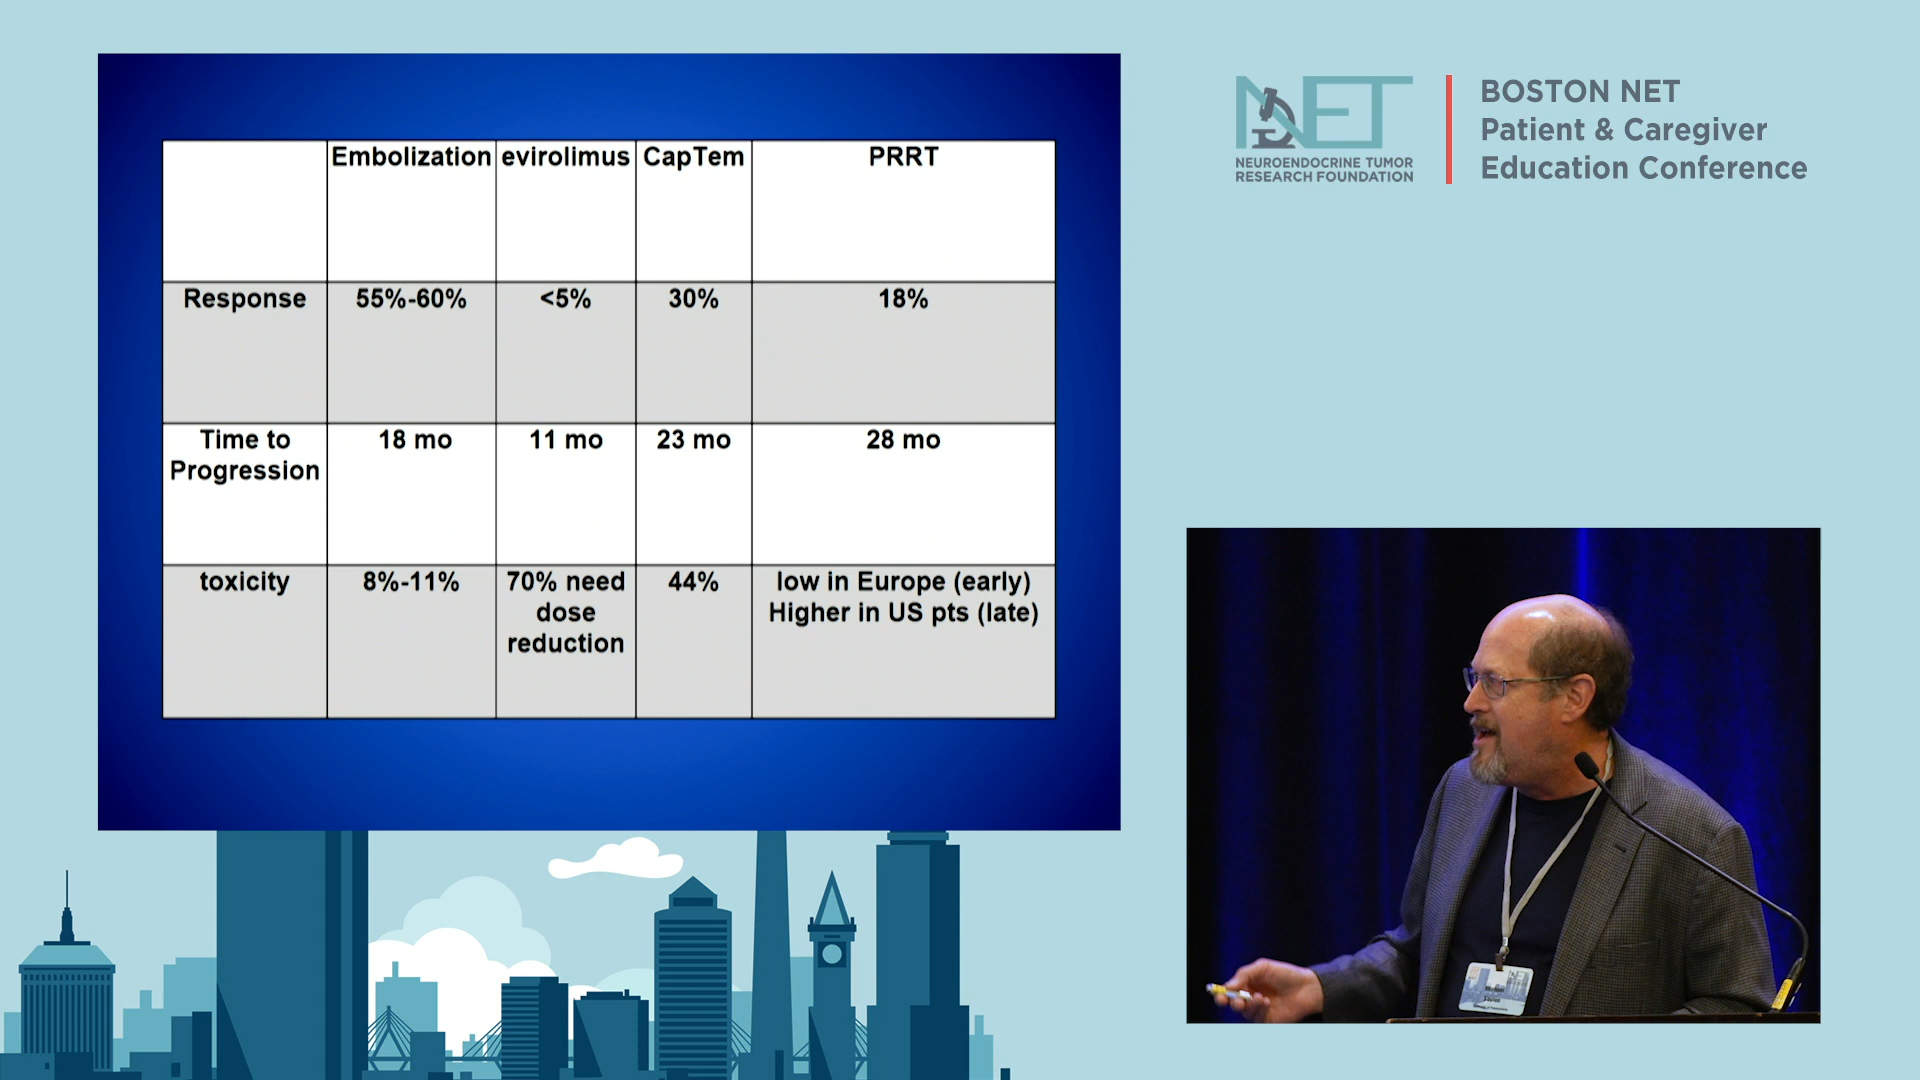 Embolization evirolimus CapTem PRRT
Response 55%-60% <5% 30% 18%
Time to Progression 18 mo 11 mo 23 mo 28 mo
toxicity 8%-11% 70% need dose reduction 44% low in Europe (early) Higher in US pts (late)
NET
NEUROENDOCRINE TUMOR
RESEARCH FOUNDATION
BOSTON NET
Patient & Caregiver
Education Conference